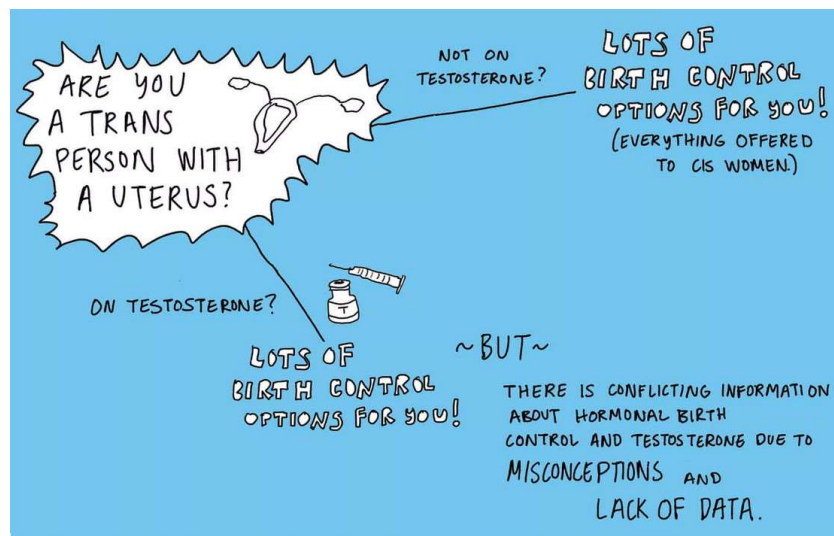 ARE YOU
A TRANS
PERSON WITH
A UTERUS?
NOT ON
TESTOSTERONE?
LOTS OF
BIRTH CONTROL
OPTIONS FOR YOU!
(EVERYTHING OFFERED
TO CIS WOMEN.)
ON TESTOSTERONE?
T
LOTS OF
BIRTH CONTROL
OPTIONS FOR YOU!
~BUT~
THERE IS CONFLICTING INFORMATION
ABOUT HORMONAL BIRTH
CONTROL AND TESTOSTERONE DUE TO
MISCONCEPTIONS AND
LACK OF DATA.